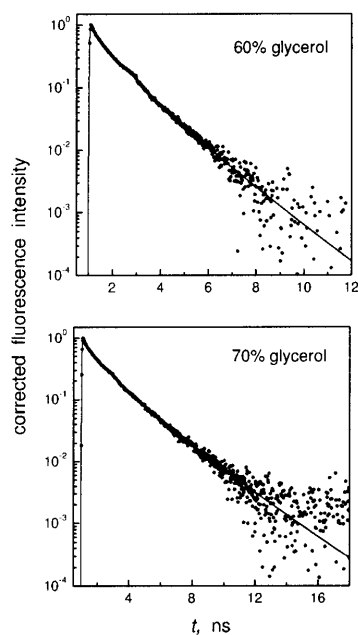 60% glycerol
10⁰
10⁻¹
10⁻²
10⁻³
10⁻⁴
2 4 6 8 10 12
corrected fluorescence intensity
70% glycerol
10⁰
10⁻¹
10⁻²
10⁻³
10⁻⁴
4 8 12 16
t, ns